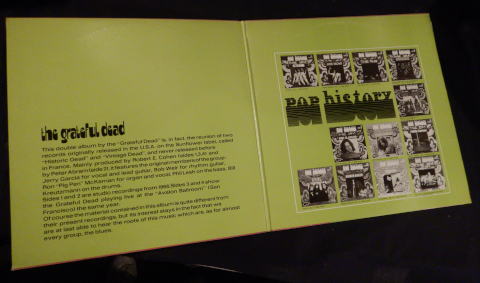 the grateful dead
This double album by the "Grateful Dead" is, in fact, the reunion of two
records originally released in the U.S.A. on the Sunflower label, called
"Historic Dead" and "Vintage Dead", and never released before
in France. Mainly produced by Robert E. Cohen (sides 1,
by Peter Abram (side 2), it features the original members of the group:
Jerry Garcia for vocal and lead guitar, Bob Weir for rhythm guitar,
Ron "Pig Pen" McKernan for organ and vocal, Phil Lesh on the bass, Bill
Kreutzmann on the drums.
Sides 1 and 2 are studio recordings from 1966. Sides 3 and 4 show
the Grateful Dead playing live at the "Avalon Ballroom" (San
Francisco) the same year.
Of course the material contained in this album is quite different from
their present recordings, but its interest stays in the fact that we
are at last able to hear the roots of this music which are, as for almost
every group, the blues.
POP history